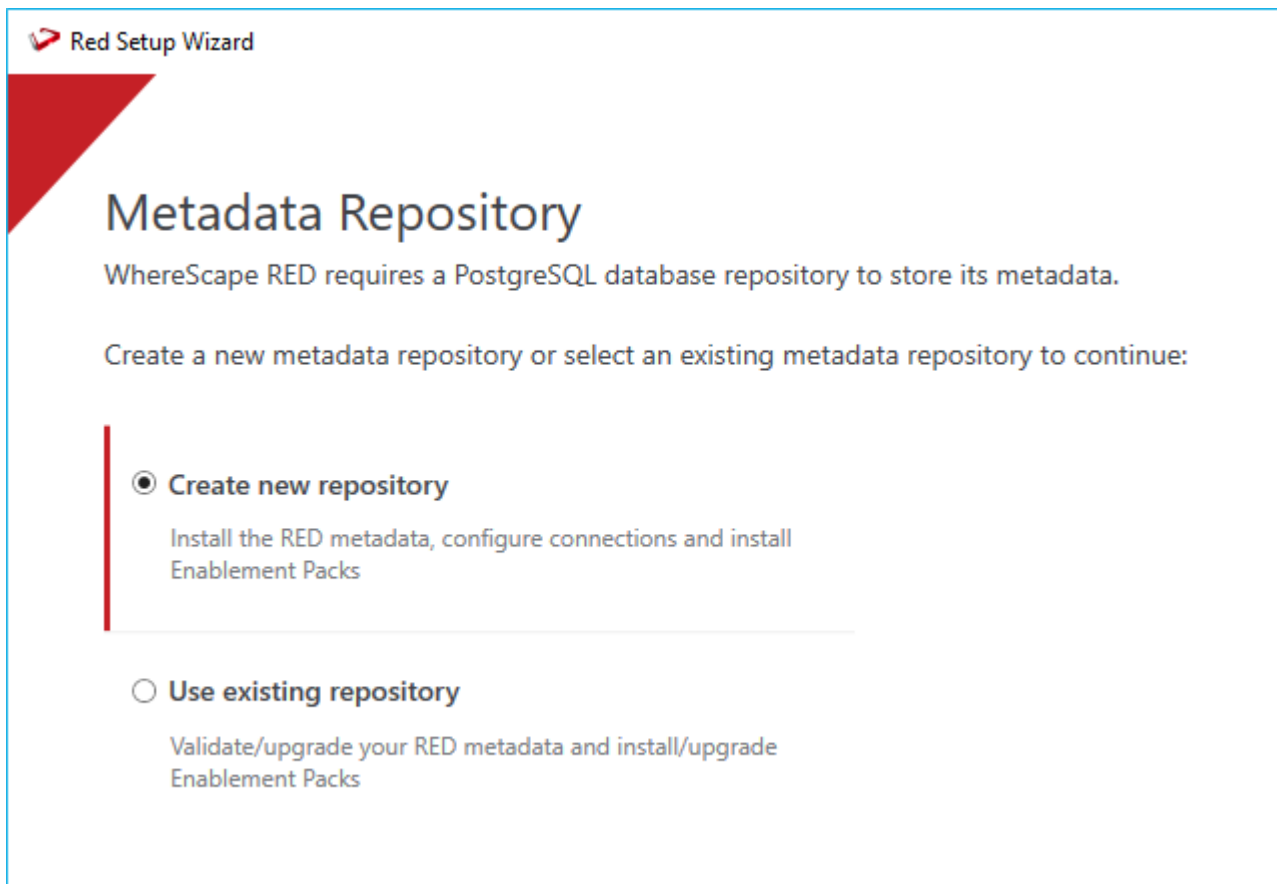 Red Setup Wizard
Metadata Repository
WhereScape RED requires a PostgreSQL database repository to store its metadata.
Create a new metadata repository or select an existing metadata repository to continue:
Create new repository
Install the RED metadata, configure connections and install
Enablement Packs
Use existing repository
Validate/upgrade your RED metadata and install/upgrade
Enablement Packs